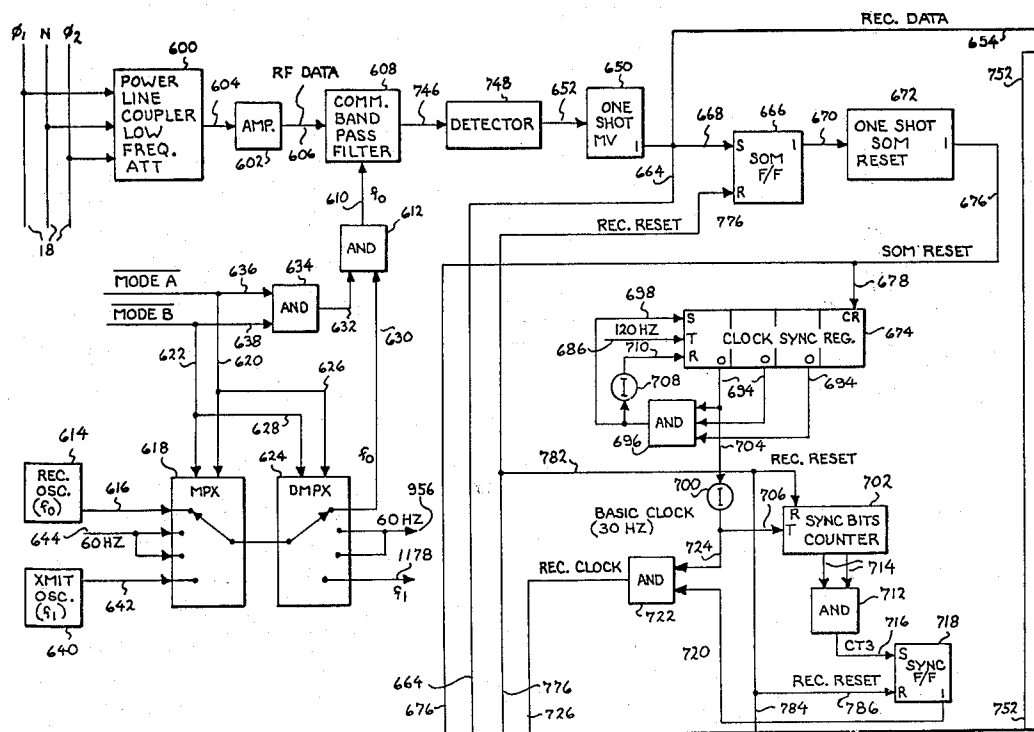 REC. DATA
654
752
Ø1 N Ø2
600
POWER
LINE
COUPLER
LOW
FREQ.
ATT
604
AMP.
602
RF DATA
606
608
COMM.
BAND
PASS
FILTER
746
748
DETECTOR
652
650
ONE
SHOT
MV
1
668
664
666
S 1
SOM
F/F
R
670
672
ONE SHOT
SOM 1
RESET
676
18
610
f0
612
AND
REC. RESET
776
SOM RESET
678
MODE A
636
634
AND
MODE B
638
632
630
622
620
626
628
f0
698
S
120 HZ
686
T
710
R
CLOCK SYNC REG.
CR
674
0 0 0
708
I
694
694
AND
696
704
614
REC.
OSC.
(f0)
616
618
MPX
624
DMPX
644
60 HZ
60 HZ
956
1178
f1
XMIT
OSC.
(f1)
642
640
782
REC. RESET
700
I
BASIC CLOCK
(30 HZ)
706
702
R
T
SYNC BITS
COUNTER
714
724
REC. CLOCK
AND
722
AND
712
CT3
716
718
S
SYNC
F/F
R 1
720
REC. RESET
786
664
676
776
726
784
752